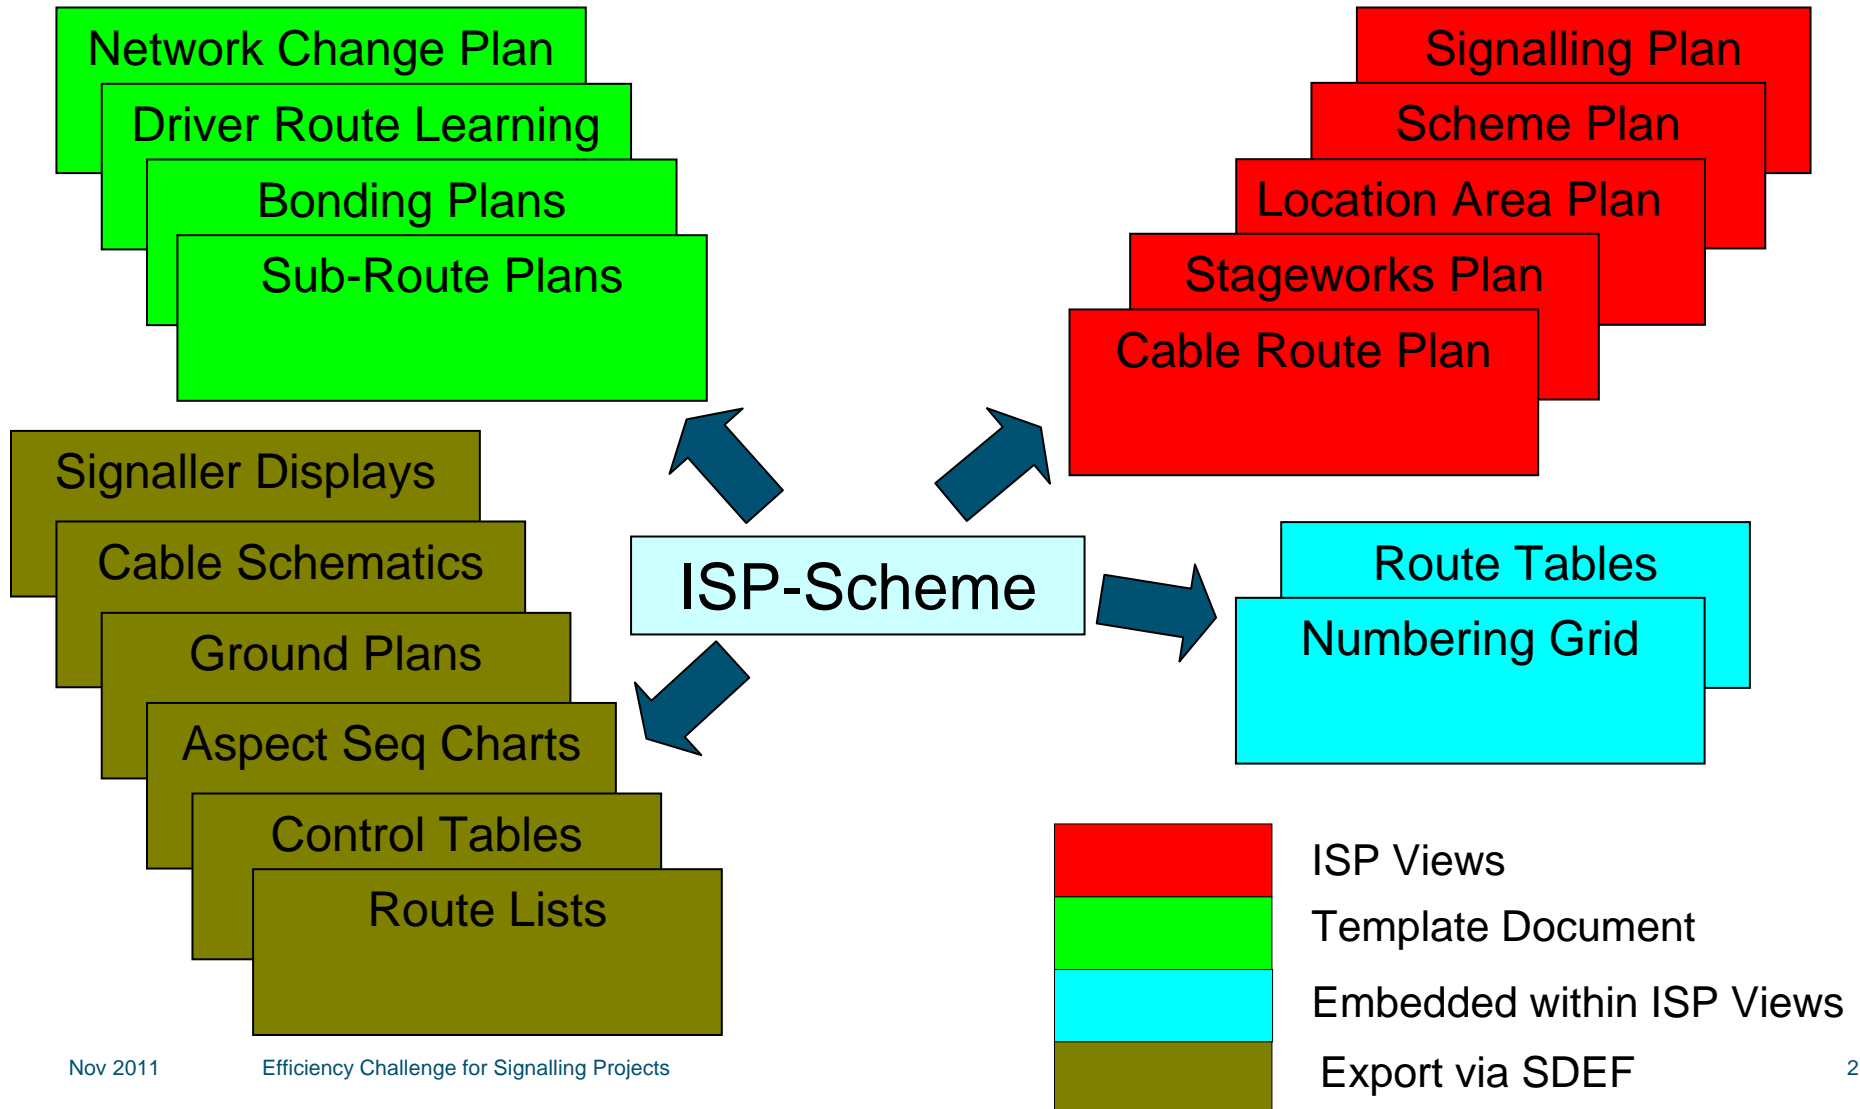 Network Change Plan
Driver Route Learning
Bonding Plans
Sub-Route Plans
Signalling Plan
Scheme Plan
Location Area Plan
Stageworks Plan
Cable Route Plan
Signaller Displays
Cable Schematics
Ground Plans
Aspect Seq Charts
Control Tables
Route Lists
ISP-Scheme
Route Tables
Numbering Grid
ISP Views
Template Document
Embedded within ISP Views
Export via SDEF
Nov 2011
Efficiency Challenge for Signalling Projects
2